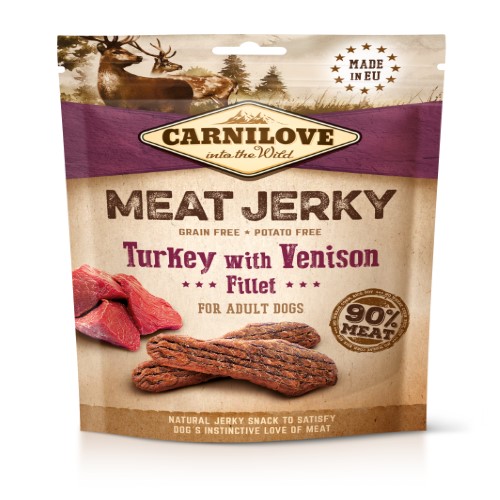 MADE
IN EU
CARNILOVE
into the Wild
MEAT JERKY
GRAIN FREE • POTATO FREE
Turkey with Venison
Fillet
FOR ADULT DOGS
90%
MEAT
NATURAL JERKY SNACK TO SATISFY
DOG'S INSTINCTIVE LOVE OF MEAT